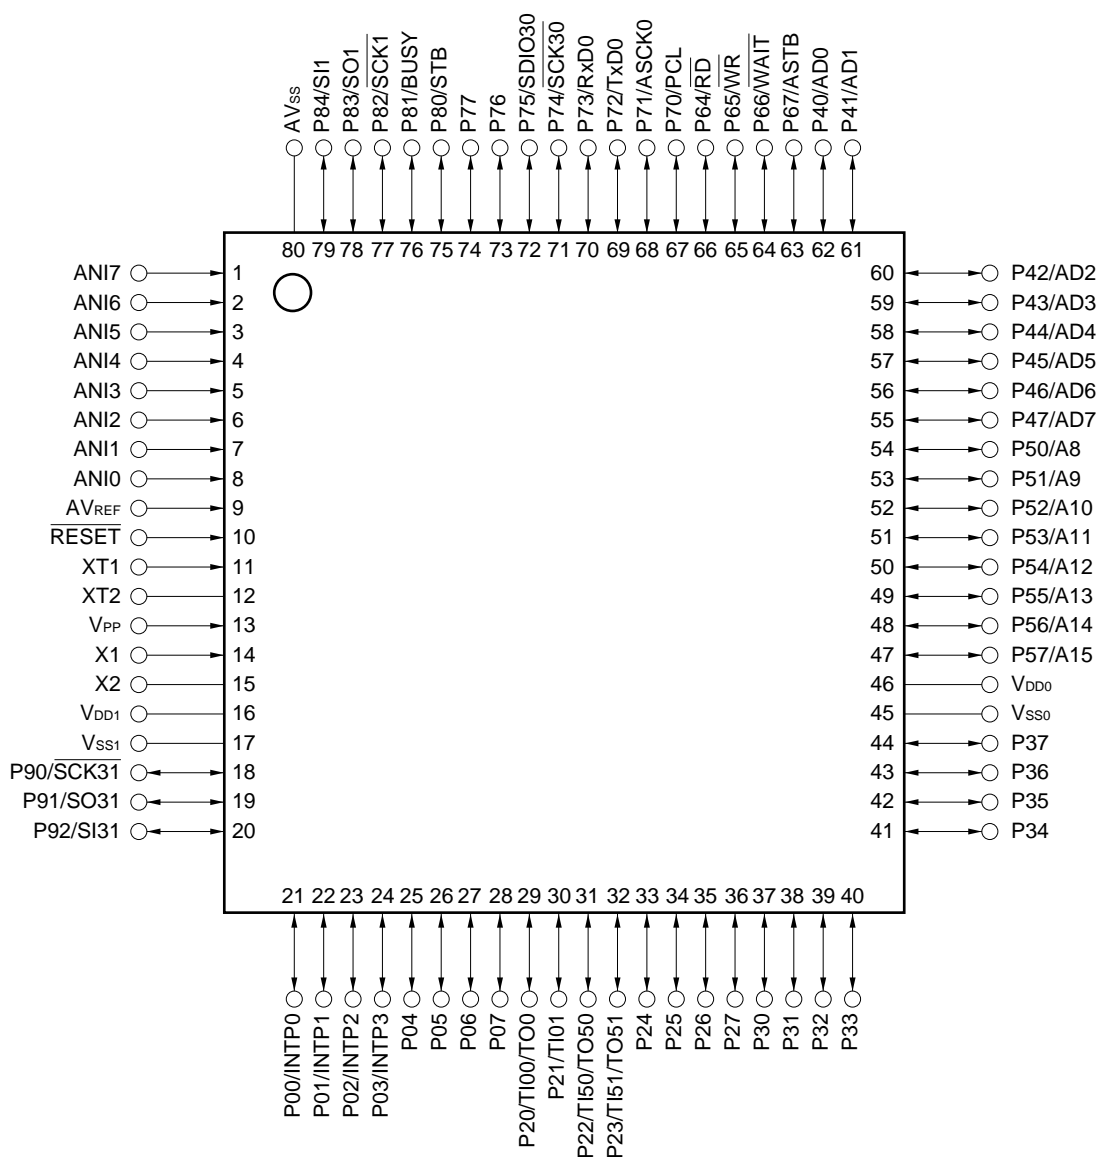 AVSS
P84/SI1
P83/SO1
P82/SCK1
P81/BUSY
P80/STB
P77
P76
P75/SDIO30
P74/SCK30
P73/RxD0
P72/TxD0
P71/ASCK0
P70/PCL
P64/RD
P65/WR
P66/WAIT
P67/ASTB
P40/AD0
P41/AD1
80 79 78 77 76 75 74 73 72 71 70 69 68 67 66 65 64 63 62 61
ANI7 1
ANI6 2
ANI5 3
ANI4 4
ANI3 5
ANI2 6
ANI1 7
ANI0 8
AVREF 9
RESET 10
XT1 11
XT2 12
VPP 13
X1 14
X2 15
VDD1 16
VSS1 17
P90/SCK31 18
P91/SO31 19
P92/SI31 20
60 P42/AD2
59 P43/AD3
58 P44/AD4
57 P45/AD5
56 P46/AD6
55 P47/AD7
54 P50/A8
53 P51/A9
52 P52/A10
51 P53/A11
50 P54/A12
49 P55/A13
48 P56/A14
47 P57/A15
46 VDD0
45 VSS0
44 P37
43 P36
42 P35
41 P34
21 22 23 24 25 26 27 28 29 30 31 32 33 34 35 36 37 38 39 40
P00/INTP0
P01/INTP1
P02/INTP2
P03/INTP3
P04
P05
P06
P07
P20/TI00/TO0
P21/TI01
P22/TI50/TO50
P23/TI51/TO51
P24
P25
P26
P27
P30
P31
P32
P33